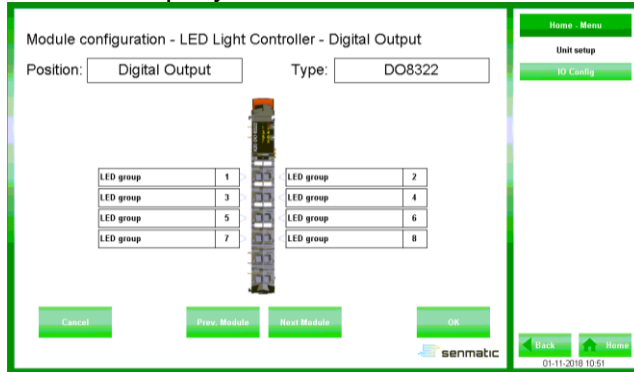 Module configuration - LED Light Controller - Digital Output
Position: Digital Output Type: DO8322
LED group 1 LED group 2
LED group 3 LED group 4
LED group 5 LED group 6
LED group 7 LED group 8
Cancel Prev. Module Next Module OK
senmatic
Home - Menu
Unit setup
IO Config
Back Home
01-11-2018 10:51